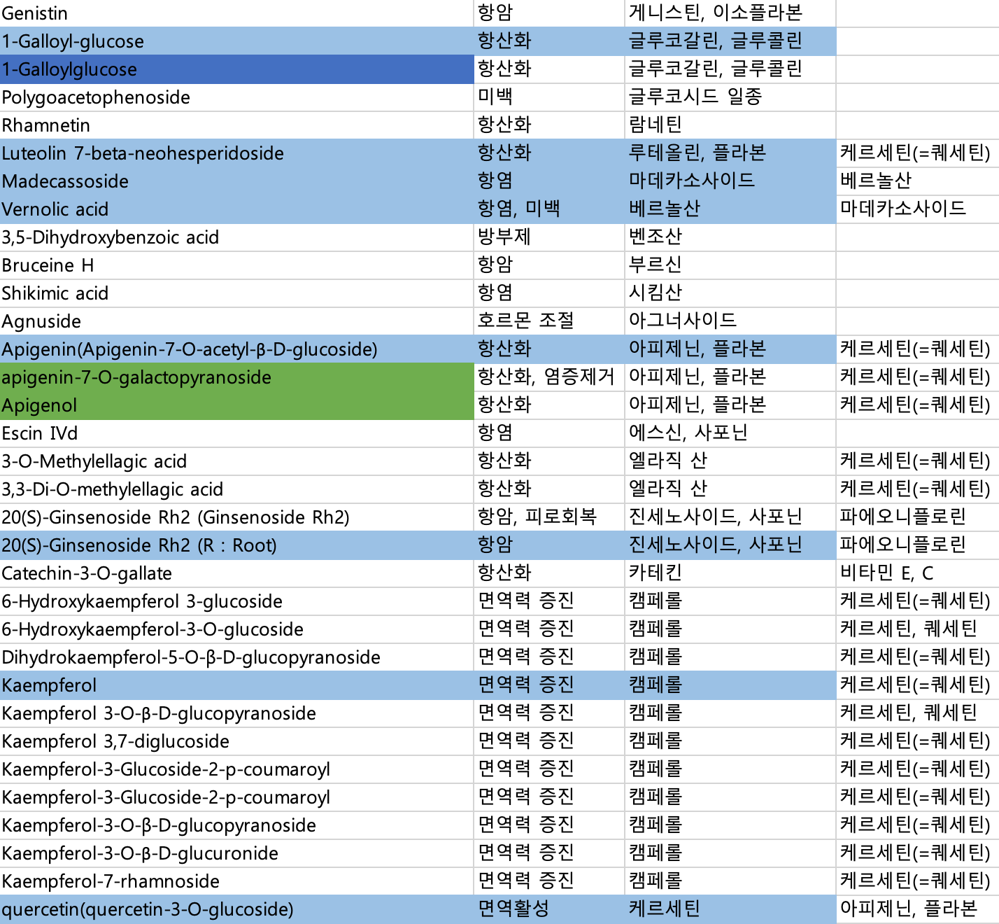 Genistin 항암 게니스틴, 이소플라본
1-Galloyl-glucose 항산화 글루코갈린, 글루콜린
1-Galloylglucose 항산화 글루코갈린, 글루콜린
Polygoacetophenoside 미백 글루코시드 일종
Rhamnetin 항산화 람네틴
Luteolin 7-beta-neohesperidoside 항산화 루테올린, 플라본 케르세틴(=퀘세틴)
Madecassoside 항염 마데카소사이드 베르놀산
Vernolic acid 항염, 미백 베르놀산 마데카소사이드
3,5-Dihydroxybenzoic acid 방부제 벤조산
Bruceine H 항암 부르신
Shikimic acid 항염 시킴산
Agnuside 호르몬 조절 아그너사이드
Apigenin(Apigenin-7-O-acetyl-β-D-glucoside) 항산화 아피제닌, 플라본 케르세틴(=퀘세틴)
apigenin-7-O-galactopyranoside 항산화, 염증제거 아피제닌, 플라본 케르세틴(=퀘세틴)
Apigenol 항산화 아피제닌, 플라본 케르세틴(=퀘세틴)
Escin IVd 항염 에스신, 사포닌
3-O-Methylellagic acid 항산화 엘라직 산 케르세틴(=퀘세틴)
3,3-Di-O-methylellagic acid 항산화 엘라직 산 케르세틴(=퀘세틴)
20(S)-Ginsenoside Rh2 (Ginsenoside Rh2) 항암, 피로회복 진세노사이드, 사포닌 파에오니플로린
20(S)-Ginsenoside Rh2 (R : Root) 항암 진세노사이드, 사포닌 파에오니플로린
Catechin-3-O-gallate 항산화 카테킨 비타민 E, C
6-Hydroxykaempferol 3-glucoside 면역력 증진 캠페롤 케르세틴(=퀘세틴)
6-Hydroxykaempferol-3-O-glucoside 면역력 증진 캠페롤 케르세틴, 퀘세틴
Dihydrokaempferol-5-O-β-D-glucopyranoside 면역력 증진 캠페롤 케르세틴(=퀘세틴)
Kaempferol 면역력 증진 캠페롤 케르세틴(=퀘세틴)
Kaempferol 3-O-β-D-glucopyranoside 면역력 증진 캠페롤 케르세틴, 퀘세틴
Kaempferol 3,7-diglucoside 면역력 증진 캠페롤 케르세틴(=퀘세틴)
Kaempferol-3-Glucoside-2-p-coumaroyl 면역력 증진 캠페롤 케르세틴(=퀘세틴)
Kaempferol-3-Glucoside-2-p-coumaroyl 면역력 증진 캠페롤 케르세틴(=퀘세틴)
Kaempferol-3-O-β-D-glucopyranoside 면역력 증진 캠페롤 케르세틴(=퀘세틴)
Kaempferol-3-O-β-D-glucuronide 면역력 증진 캠페롤 케르세틴(=퀘세틴)
Kaempferol-7-rhamnoside 면역력 증진 캠페롤 케르세틴(=퀘세틴)
quercetin(quercetin-3-O-glucoside) 면역활성 케르세틴 아피제닌, 플라본